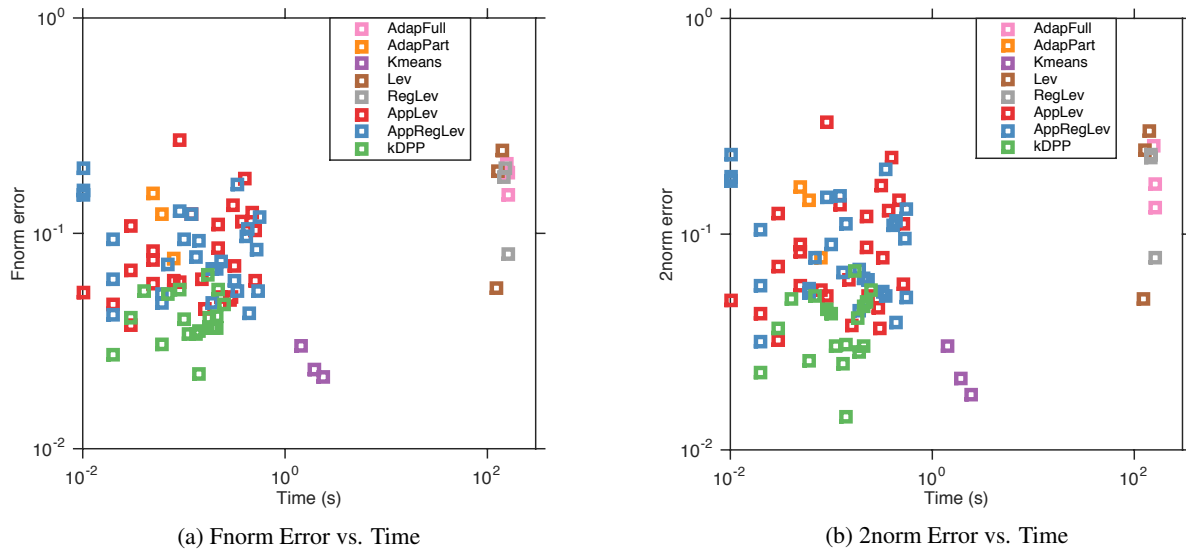 10^0
10^-1
10^-2
Fnorm error
AdapFull
AdapPart
Kmeans
Lev
RegLev
AppLev
AppRegLev
kDPP
10^-2
10^0
10^2
Time (s)
(a) Fnorm Error vs. Time
10^0
10^-1
10^-2
2norm error
AdapFull
AdapPart
Kmeans
Lev
RegLev
AppLev
AppRegLev
kDPP
10^-2
10^0
10^2
Time (s)
(b) 2norm Error vs. Time